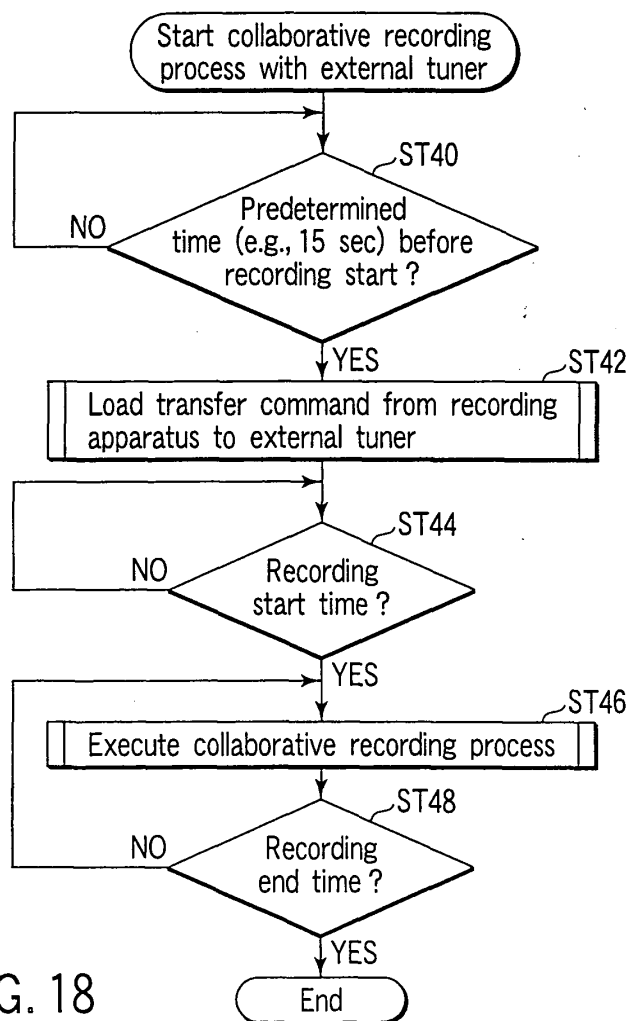 Start collaborative recording
process with external tuner
ST40
NO
Predetermined
time (e.g., 15 sec) before
recording start ?
YES
ST42
Load transfer command from recording
apparatus to external tuner
ST44
NO
Recording
start time ?
YES
ST46
Execute collaborative recording process
ST48
NO
Recording
end time ?
YES
G. 18
End